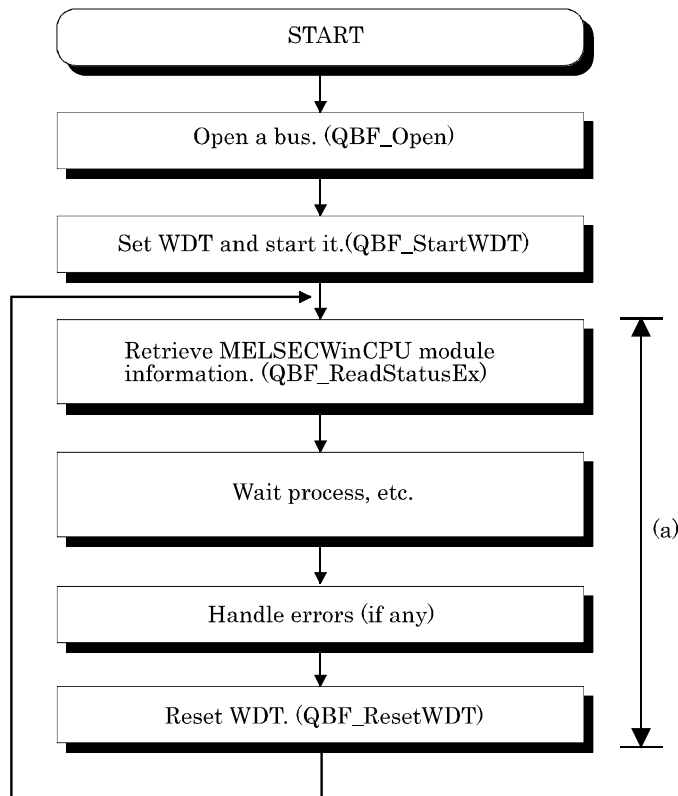 START
Open a bus. (QBF_Open)
Set WDT and start it.(QBF_StartWDT)
Retrieve MELSECWinCPU module
information. (QBF_ReadStatusEx)
Wait process, etc.
(a)
Handle errors (if any)
Reset WDT. (QBF_ResetWDT)